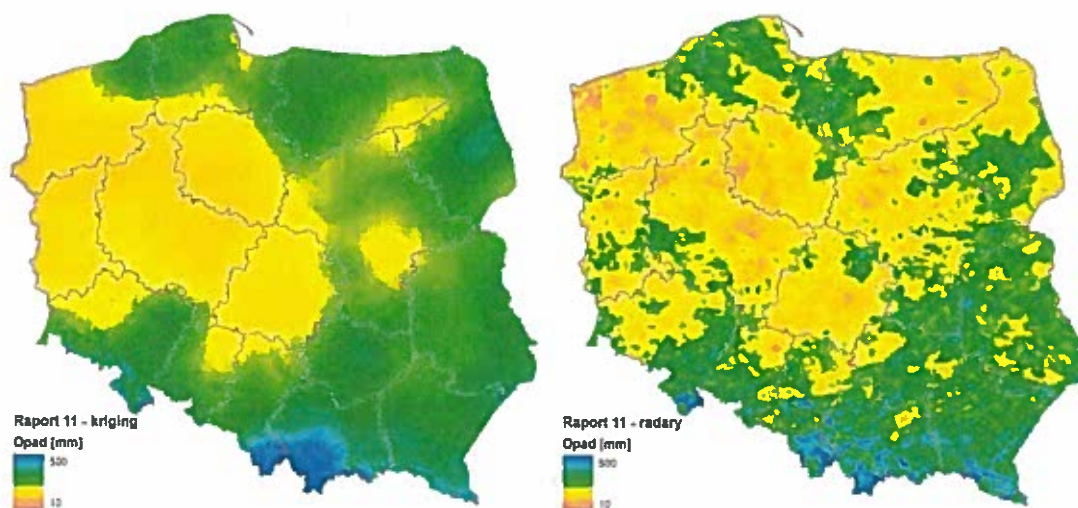 Raport 11 - kriging
Opad [mm]
500
10
Raport 11 - radary
Opad [mm]
500
10